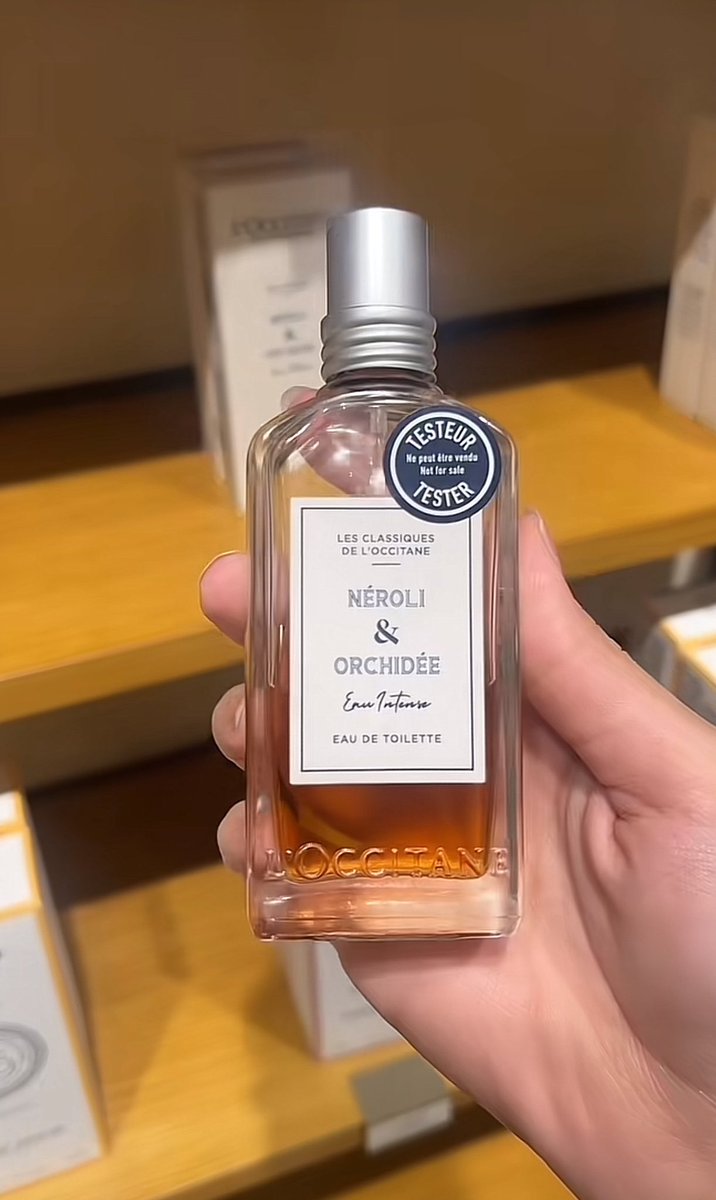 TESTEUR
Ne peut être vendu
Not for sale
TESTER
LES CLASSIQUES
DE L'OCCITANE
NÉROLI
&
ORCHIDÉE
Eau Intense
EAU DE TOILETTE
L'OCCITANE